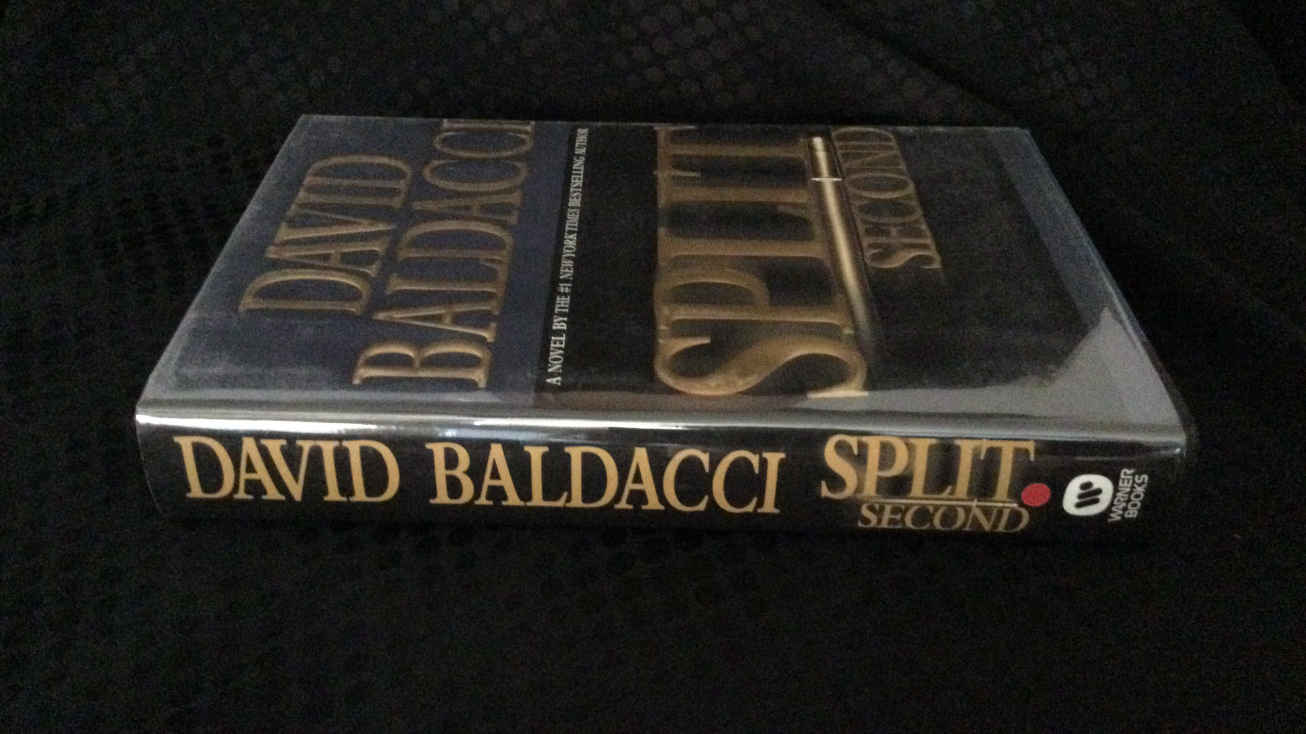 DAVID
BALDACCI
A NOVEL BY THE #1 NEW YORK TIMES BESTSELLING AUTHOR
SPLIT
SECOND
DAVID BALDACCI
SPLIT
SECOND
WARNER
BOOKS